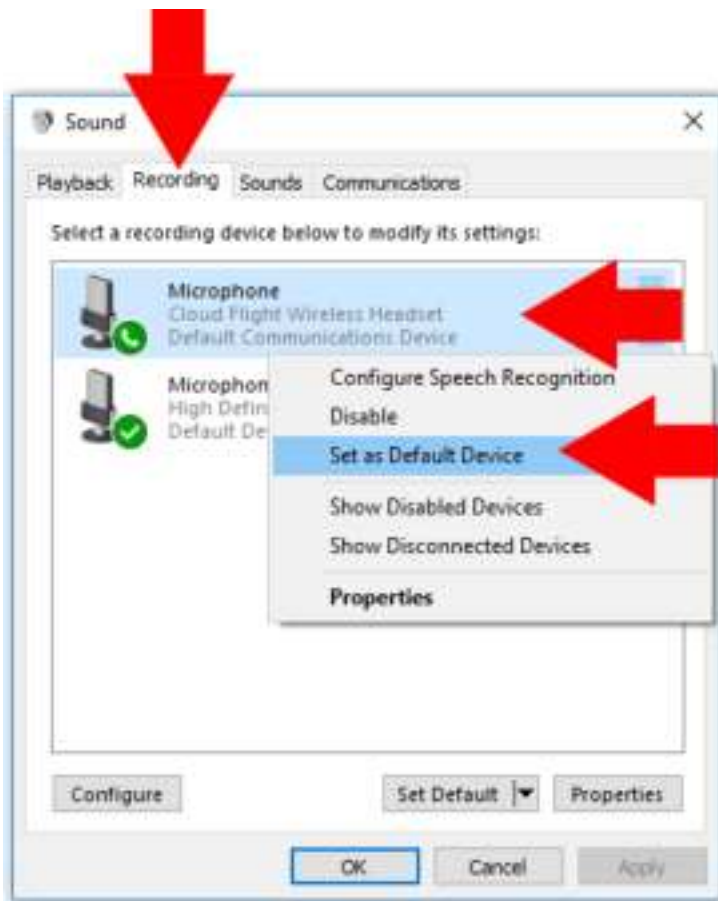 Sound
Playback Recording Sounds Communications
Select a recording device below to modify its settings:
Microphone
Cloud Flight Wireless Headset
Default Communications Device
Microphon
High Defin
Default De
Configure Speech Recognition
Disable
Set as Default Device
Show Disabled Devices
Show Disconnected Devices
Properties
Configure Set Default Properties
OK Cancel Apply